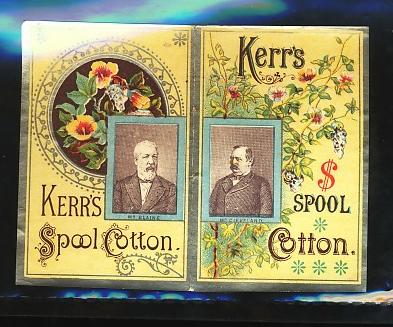 KERR'S
MR BLAINE
Spool Cotton.
Kerr's
MR CLEVELAND
$
SPOOL
Cotton.